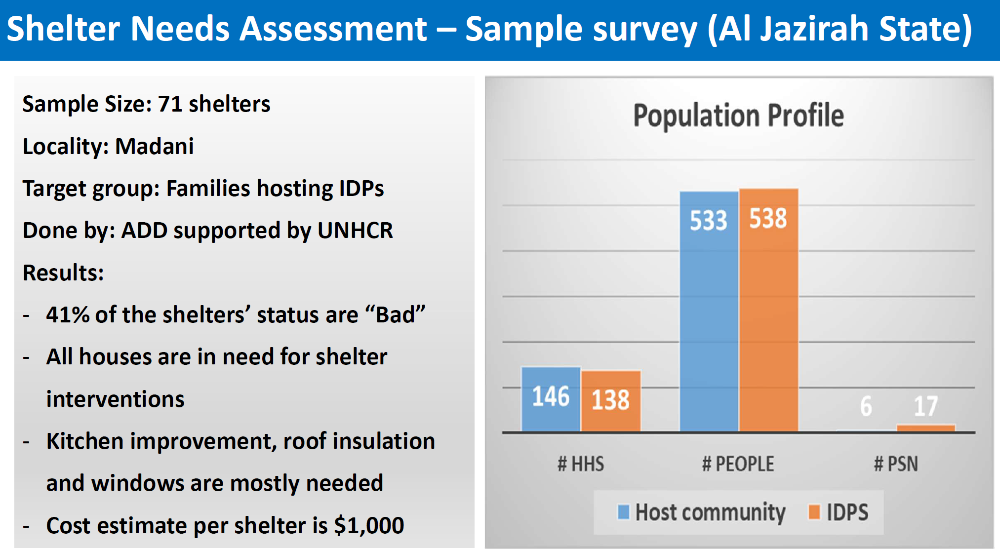 Shelter Needs Assessment – Sample survey (Al Jazirah State)
Sample Size: 71 shelters
Locality: Madani
Target group: Families hosting IDPs
Done by: ADD supported by UNHCR
Results:
- 41% of the shelters’ status are “Bad”
- All houses are in need for shelter
interventions
- Kitchen improvement, roof insulation
and windows are mostly needed
- Cost estimate per shelter is $1,000
Population Profile
533 538
146 138
6 17
# HHS # PEOPLE # PSN
Host community IDPS